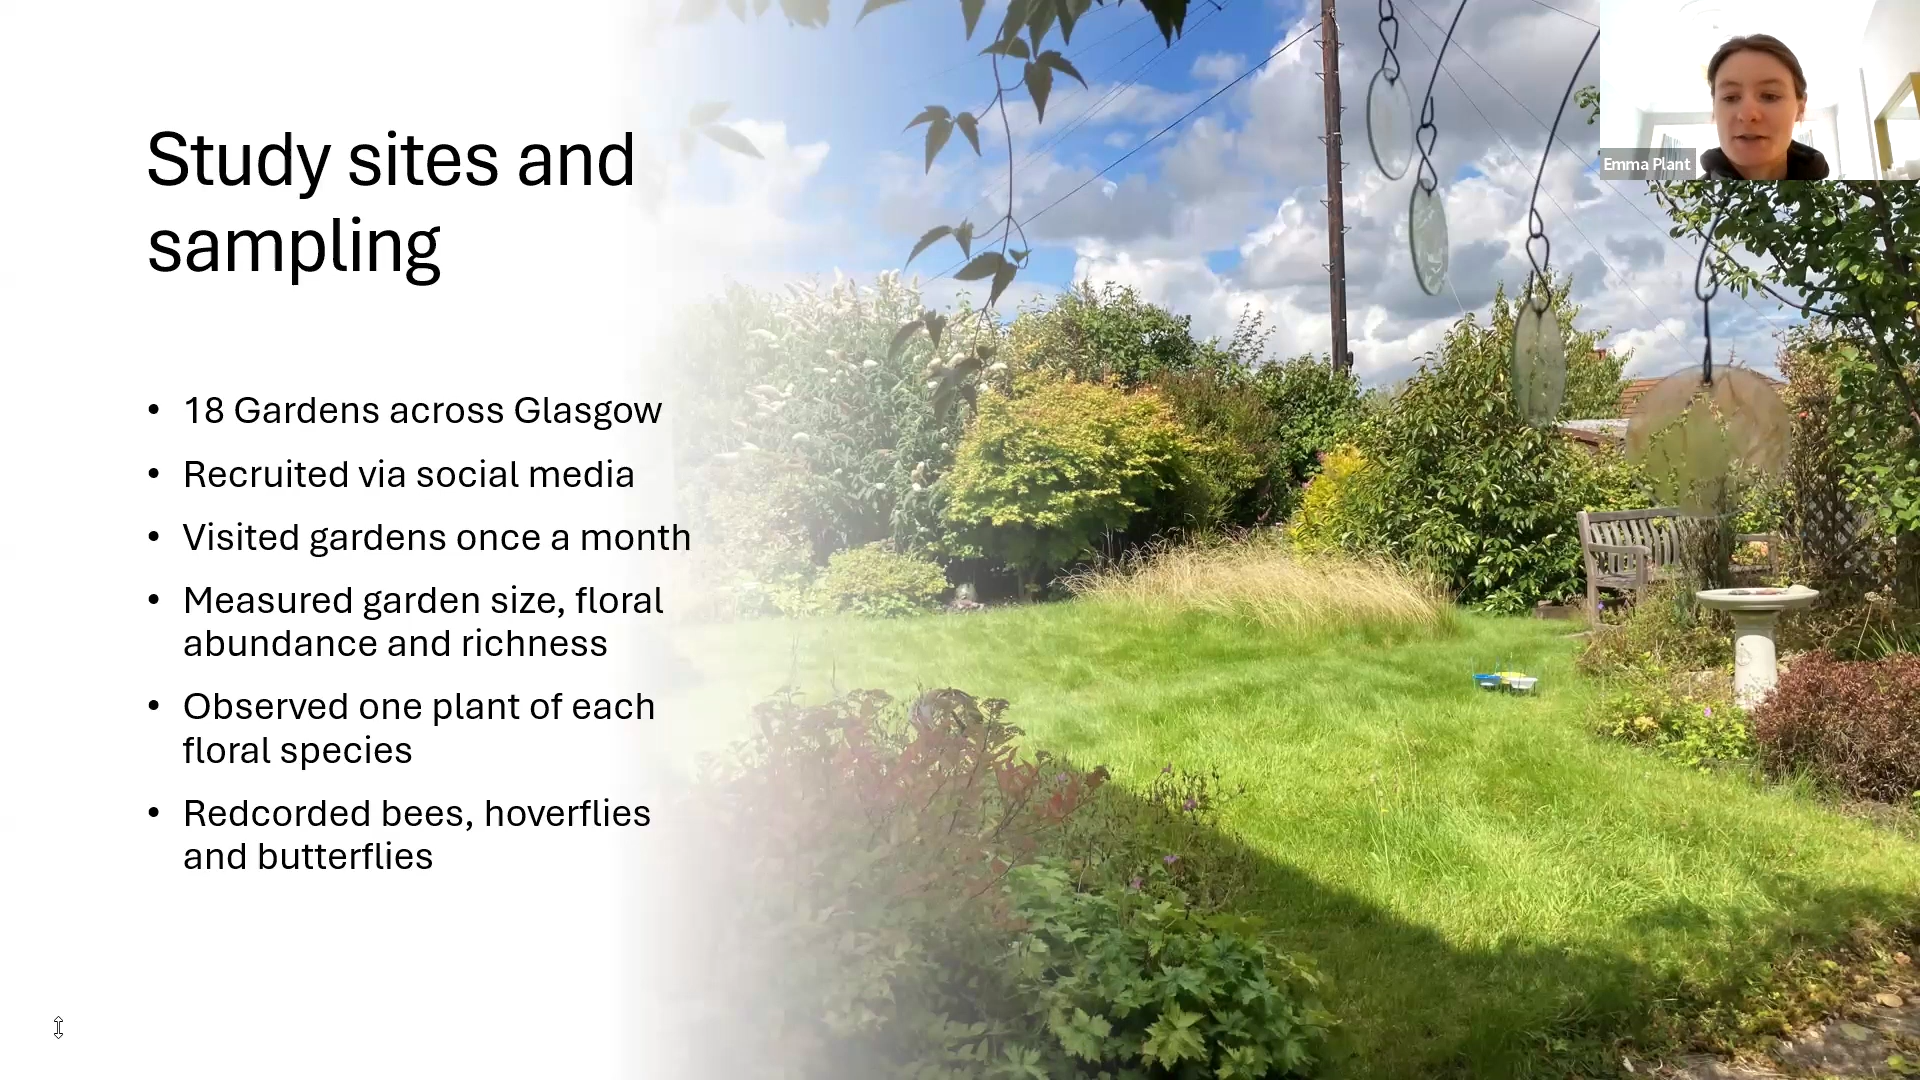 Study sites and
sampling
• 18 Gardens across Glasgow
• Recruited via social media
• Visited gardens once a month
• Measured garden size, floral
abundance and richness
• Observed one plant of each
floral species
• Redcorded bees, hoverflies
and butterflies
Emma Plant